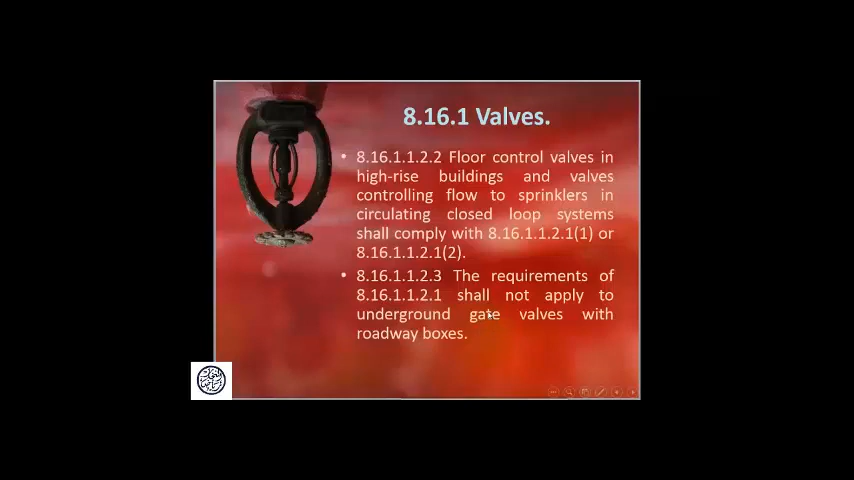 8.16.1 Valves.
• 8.16.1.1.2.2 Floor control valves in
high-rise buildings and valves
controlling flow to sprinklers in
circulating closed loop systems
shall comply with 8.16.1.1.2.1(1) or
8.16.1.1.2.1(2).
• 8.16.1.1.2.3 The requirements of
8.16.1.1.2.1 shall not apply to
underground gate valves with
roadway boxes.